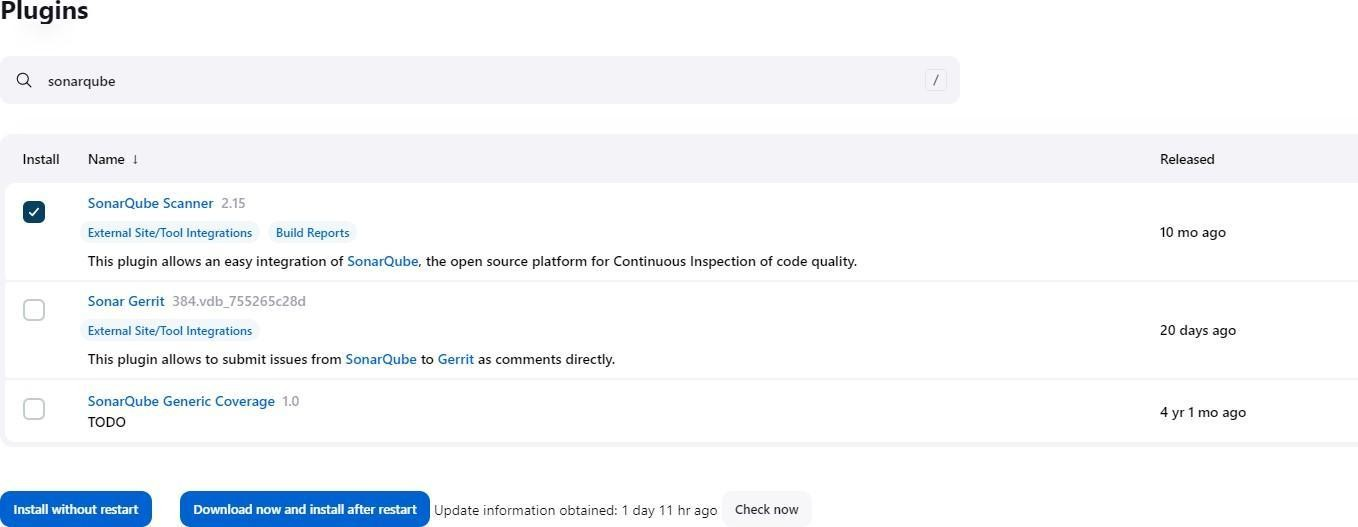 Plugins
sonarqube /
Install Name ↓ Released
SonarQube Scanner 2.15
External Site/Tool Integrations Build Reports
10 mo ago
This plugin allows an easy integration of SonarQube, the open source platform for Continuous Inspection of code quality.
Sonar Gerrit 384.vdb_755265c28d
External Site/Tool Integrations
20 days ago
This plugin allows to submit issues from SonarQube to Gerrit as comments directly.
SonarQube Generic Coverage 1.0
4 yr 1 mo ago
TODO
Install without restart Download now and install after restart Update information obtained: 1 day 11 hr ago Check now